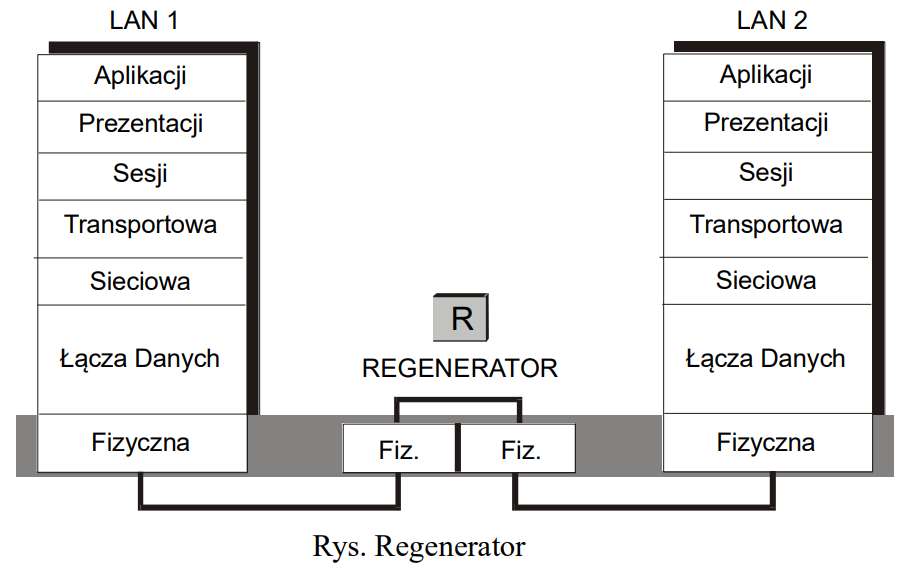 LAN 1
Aplikacji
Prezentacji
Sesji
Transportowa
Sieciowa
Łącza Danych
Fizyczna
R
REGENERATOR
Fiz.
Fiz.
LAN 2
Aplikacji
Prezentacji
Sesji
Transportowa
Sieciowa
Łącza Danych
Fizyczna
Rys. Regenerator